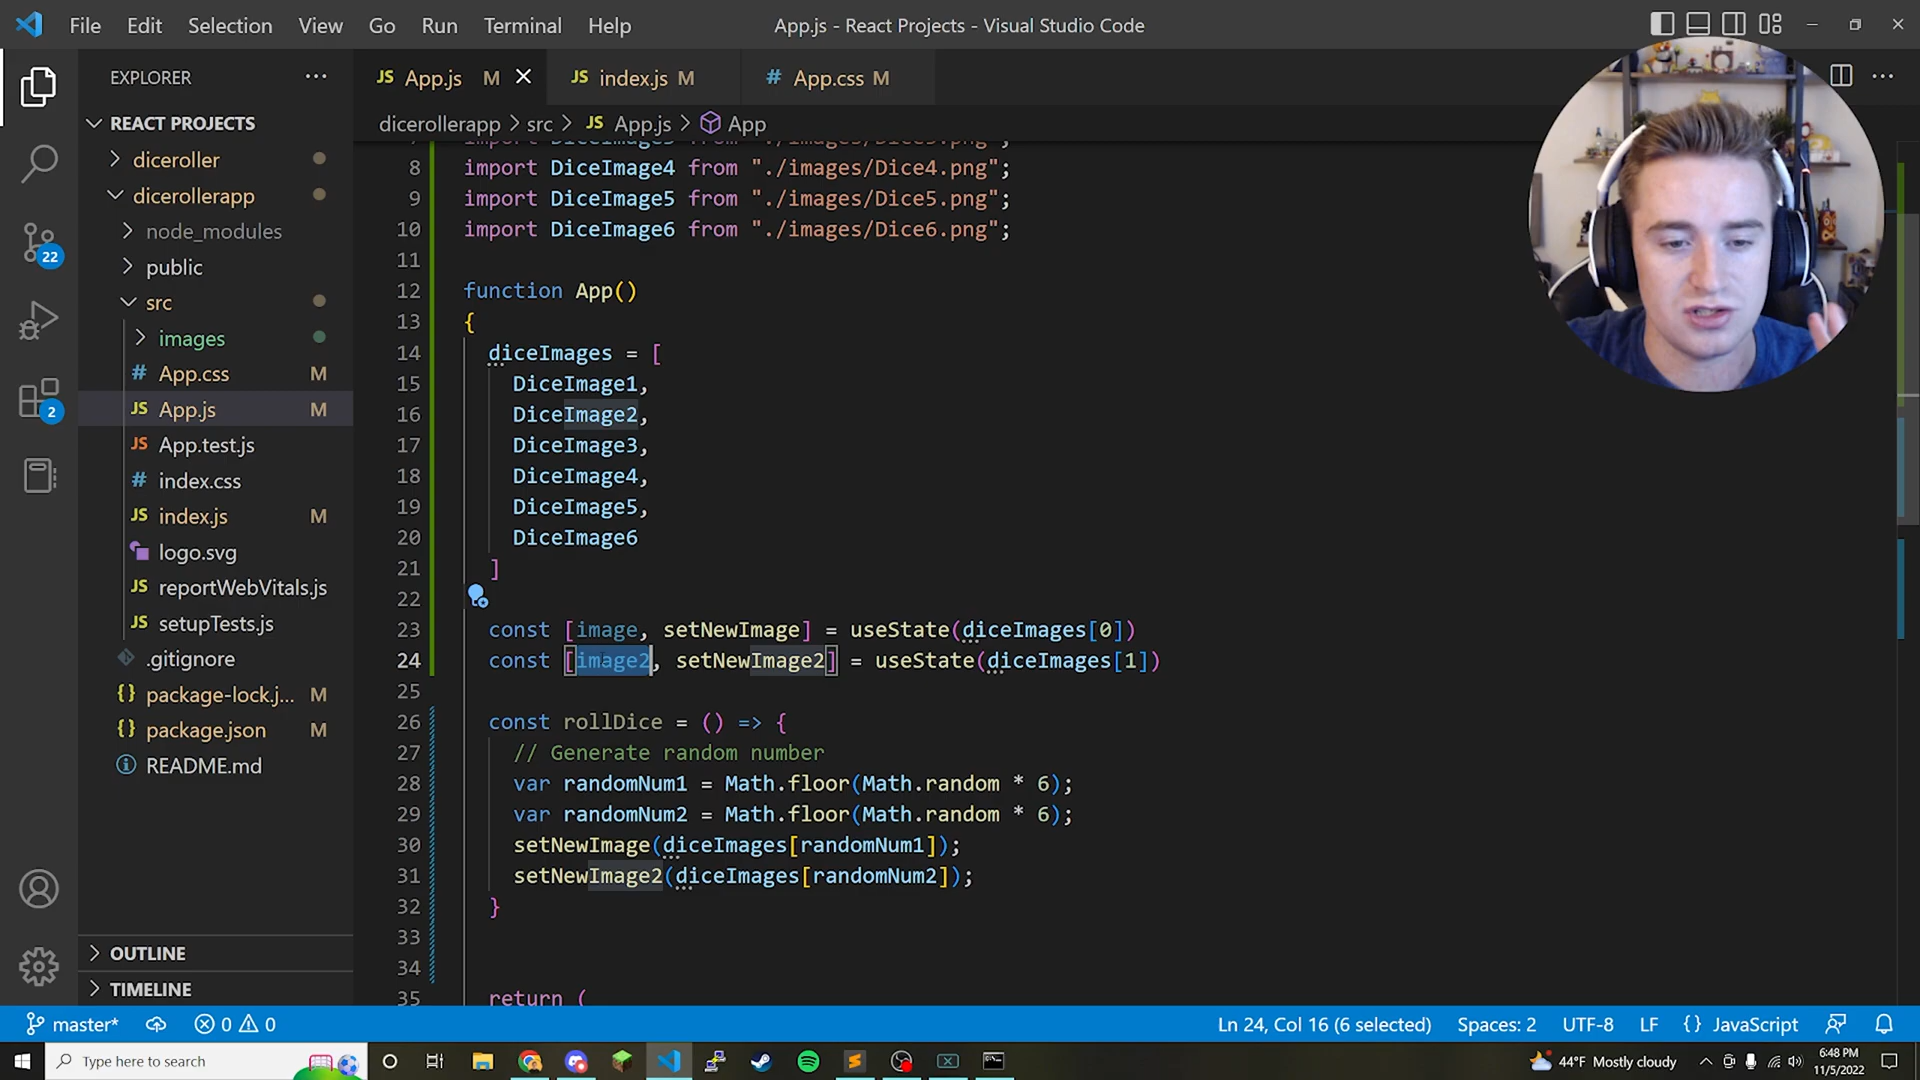 File Edit Selection View Go Run Terminal Help
App.js - React Projects - Visual Studio Code
EXPLORER
JS App.js M
JS index.js M
# App.css M
REACT PROJECTS
dicerollerapp > src > JS App.js > App
diceroller
dicerollerapp
node_modules
public
src
images
# App.css M
JS App.js M
JS App.test.js
# index.css
JS index.js M
logo.svg
JS reportWebVitals.js
JS setupTests.js
.gitignore
{} package-lock.j... M
{} package.json M
README.md
OUTLINE
TIMELINE
22
2
8 import DiceImage4 from "./images/Dice4.png";
9 import DiceImage5 from "./images/Dice5.png";
10 import DiceImage6 from "./images/Dice6.png";
11
12 function App()
13 {
14 diceImages = [
15 DiceImage1,
16 DiceImage2,
17 DiceImage3,
18 DiceImage4,
19 DiceImage5,
20 DiceImage6
21 ]
22
23 const [image, setNewImage] = useState(diceImages[0])
24 const [image2, setNewImage2] = useState(diceImages[1])
25
26 const rollDice = () => {
27 // Generate random number
28 var randomNum1 = Math.floor(Math.random * 6);
29 var randomNum2 = Math.floor(Math.random * 6);
30 setNewImage(diceImages[randomNum1]);
31 setNewImage2(diceImages[randomNum2]);
32 }
33
34
35 return (
master* 0 0
Ln 24, Col 16 (6 selected) Spaces: 2 UTF-8 LF {} JavaScript
Type here to search
44°F Mostly cloudy
6:48 PM
11/5/2022